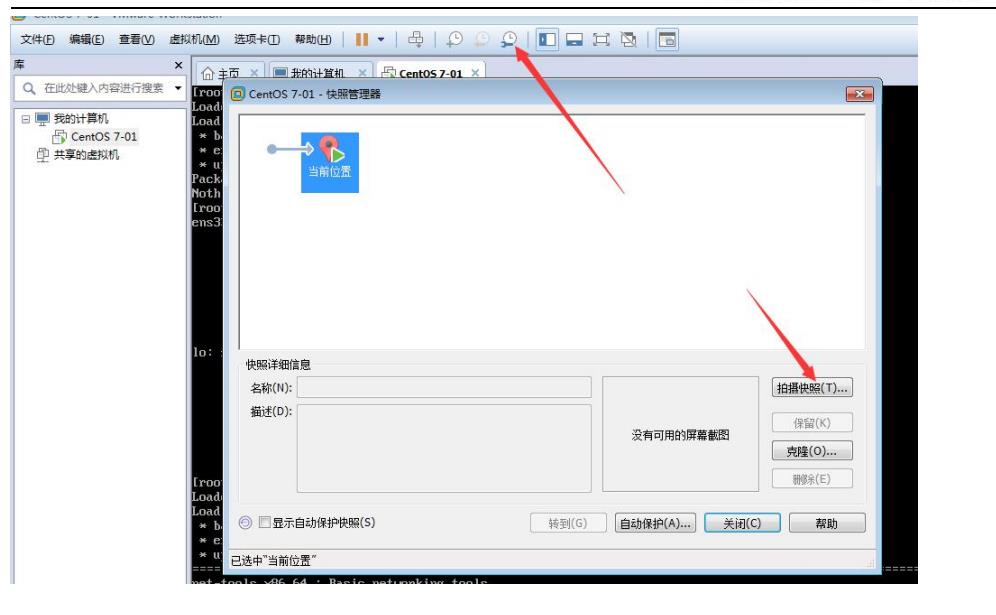 CentOS 7-01 - VMware Workstation
文件(F) 编辑(E) 查看(V) 虚拟机(M) 选项卡(T) 帮助(H)
库
主页 我的计算机 CentOS 7-01
在此处键入内容进行搜索
我的计算机
CentOS 7-01
共享的虚拟机
[roo
Load
Load
* b
* e
* u
Pack
Noth
[roo
ens3
lo:
[roo
Load
Load
* b
* e
* u
====
net-tools x86_64 : Basic networking tools
CentOS 7-01 - 快照管理器
当前位置
快照详细信息
名称(N):
描述(D):
没有可用的屏幕截图
拍摄快照(T)...
保留(K)
克隆(O)...
删除(E)
显示自动保护快照(S)
转到(G) 自动保护(A)... 关闭(C) 帮助
已选中"当前位置"